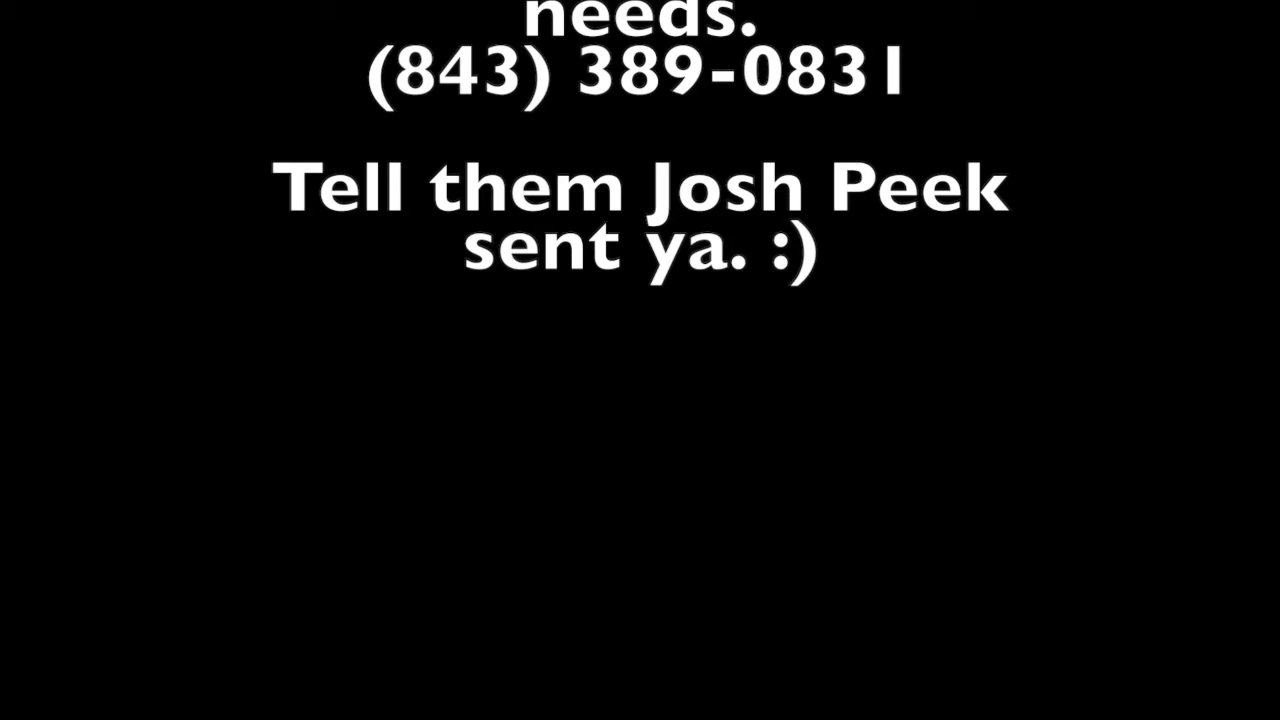 needs.
(843) 389-0831
Tell them Josh Peek
sent ya. :)